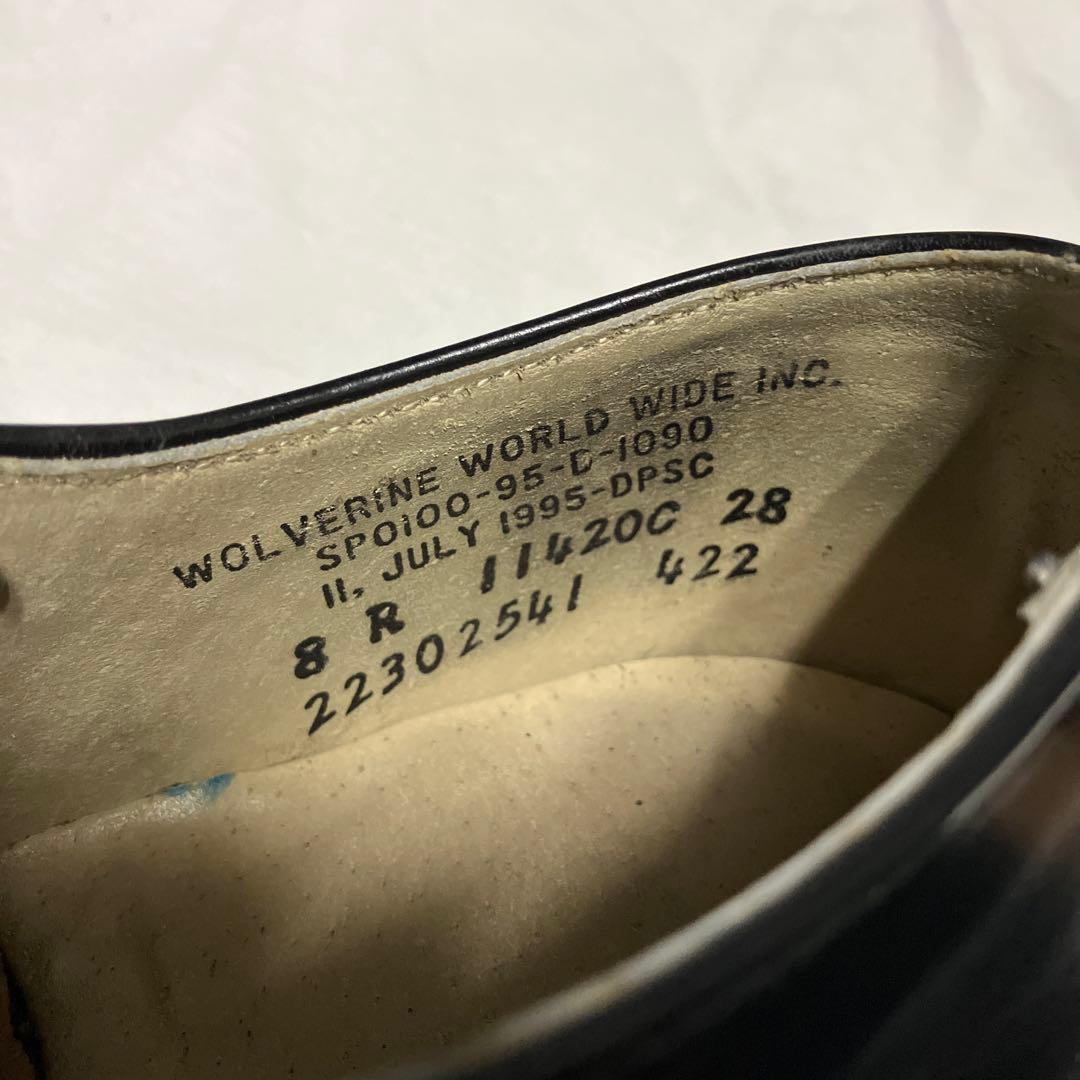 WOLVERINE WORLD WIDE INC.
SP0100-95-D-1090
11, JULY 1995-DPSC
8 R 11420C 28
22302541 422